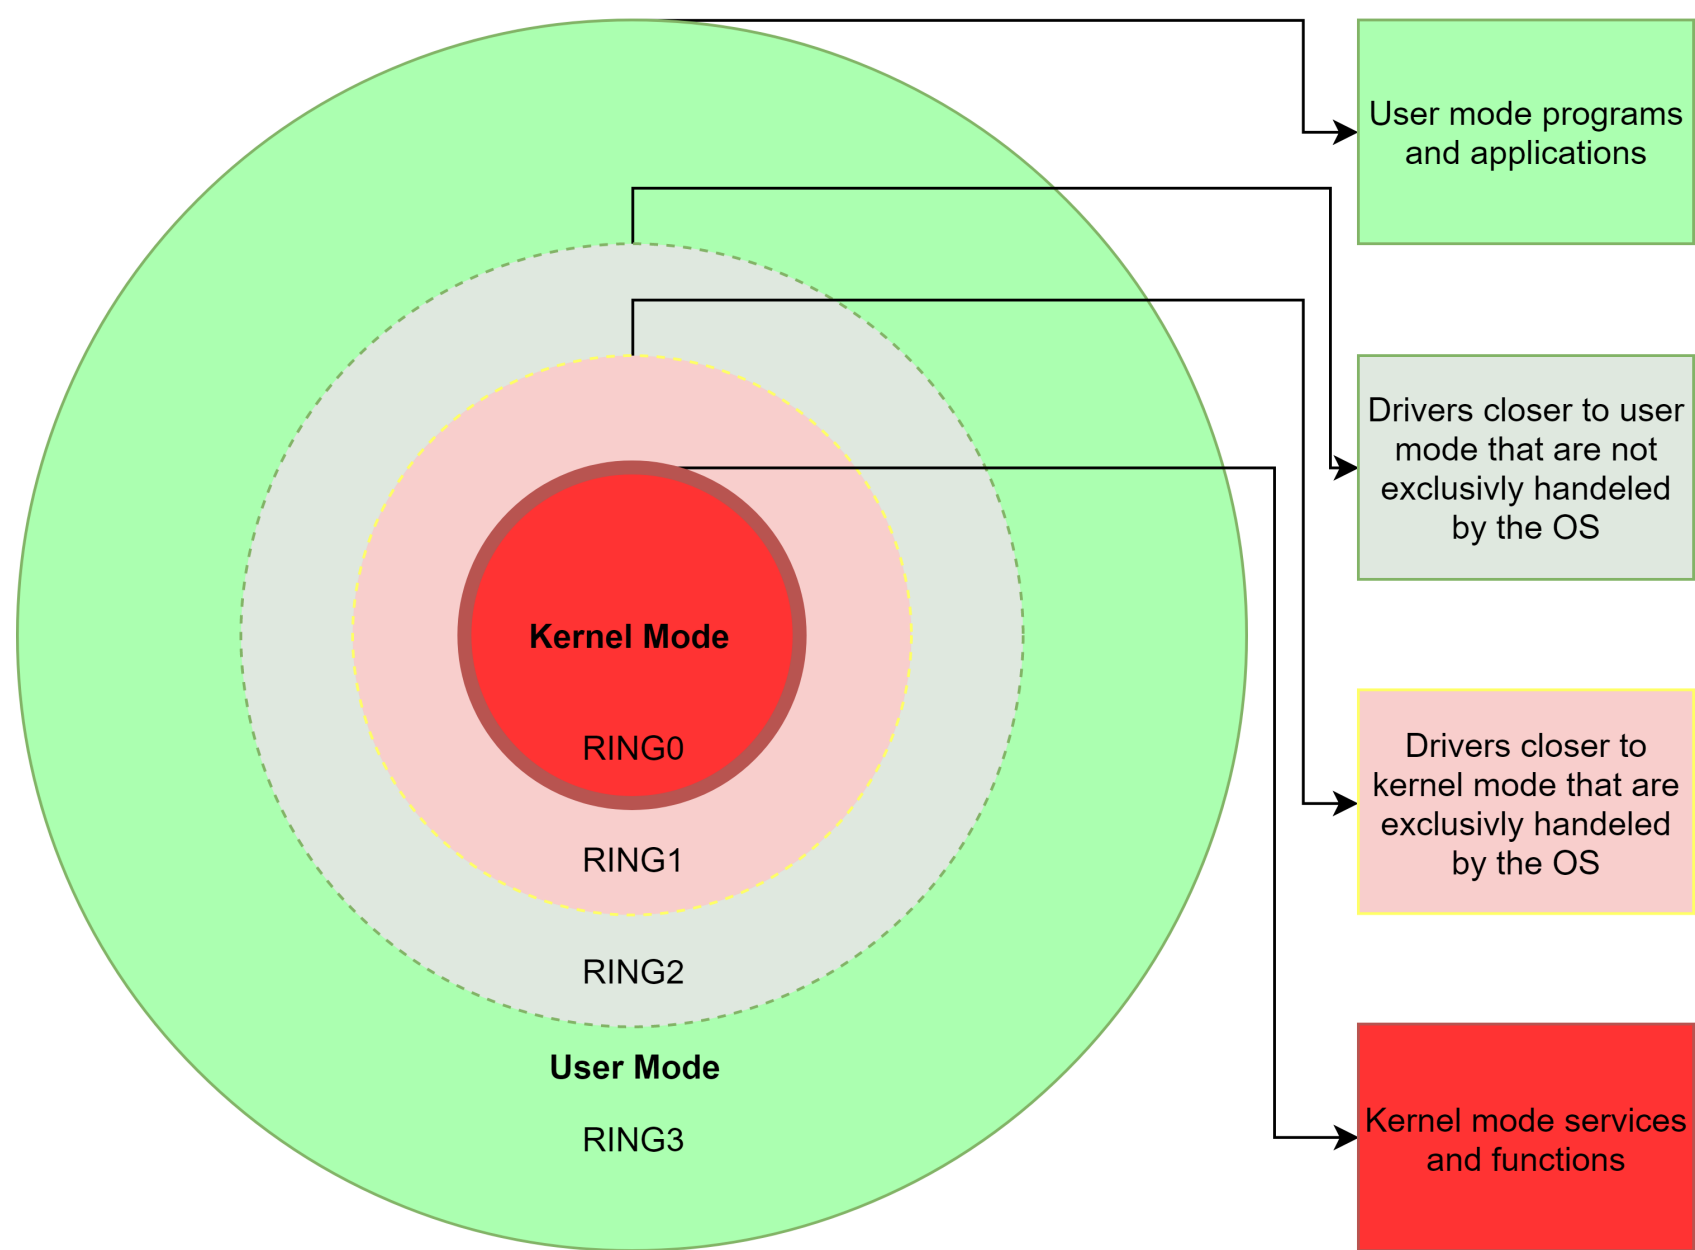 User mode programs
and applications
Drivers closer to user
mode that are not
exclusivly handeled
by the OS
Kernel Mode
RING0
Drivers closer to
kernel mode that are
exclusivly handeled
by the OS
RING1
RING2
User Mode
RING3
Kernel mode services
and functions